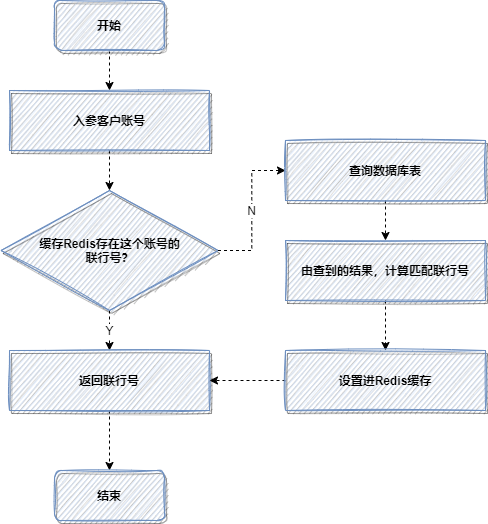 开始
入参客户账号
缓存Redis存在这个账号的
联行号?
N
Y
查询数据库表
由查到的结果，计算匹配联行号
设置进Redis缓存
返回联行号
结束